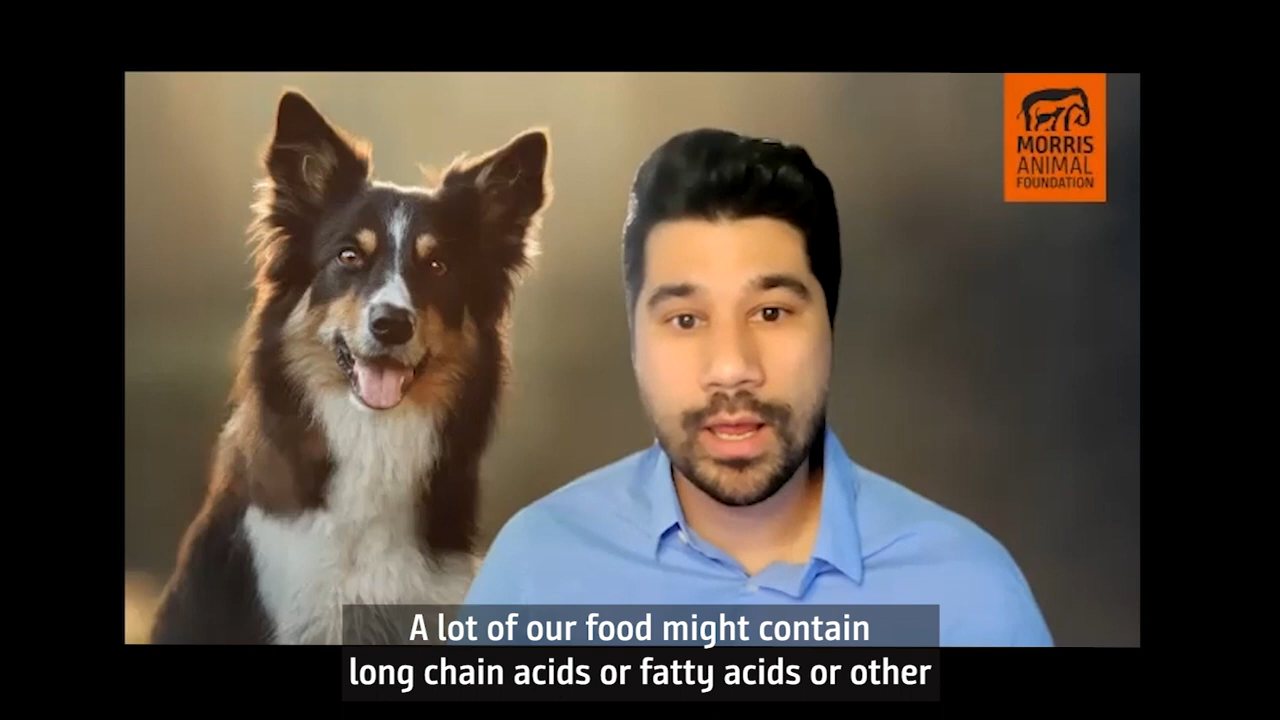 MORRIS
ANIMAL
FOUNDATION
A lot of our food might contain
long chain acids or fatty acids or other